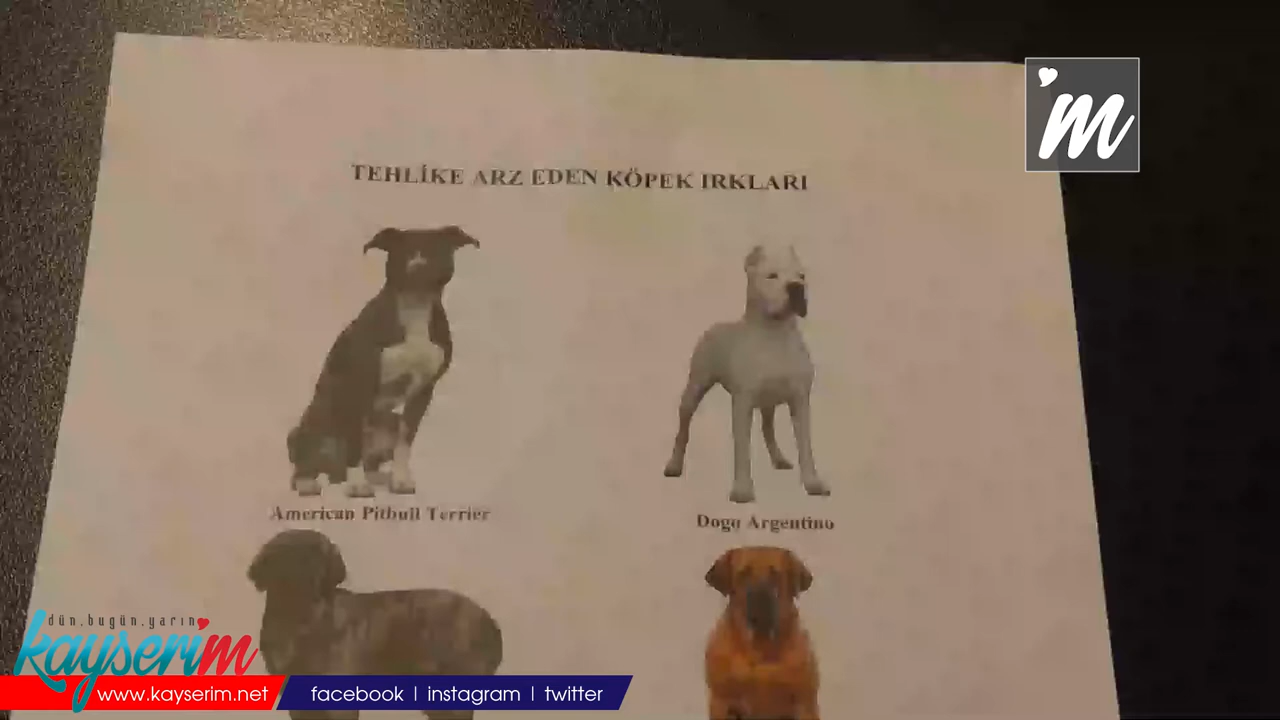 'm
TEHLİKE ARZ EDEN KÖPEK IRKLARI
American Pitbull Terrier
Dogo Argentino
dün.bugün.yarın
kayserim
www.kayserim.net
facebook | instagram | twitter